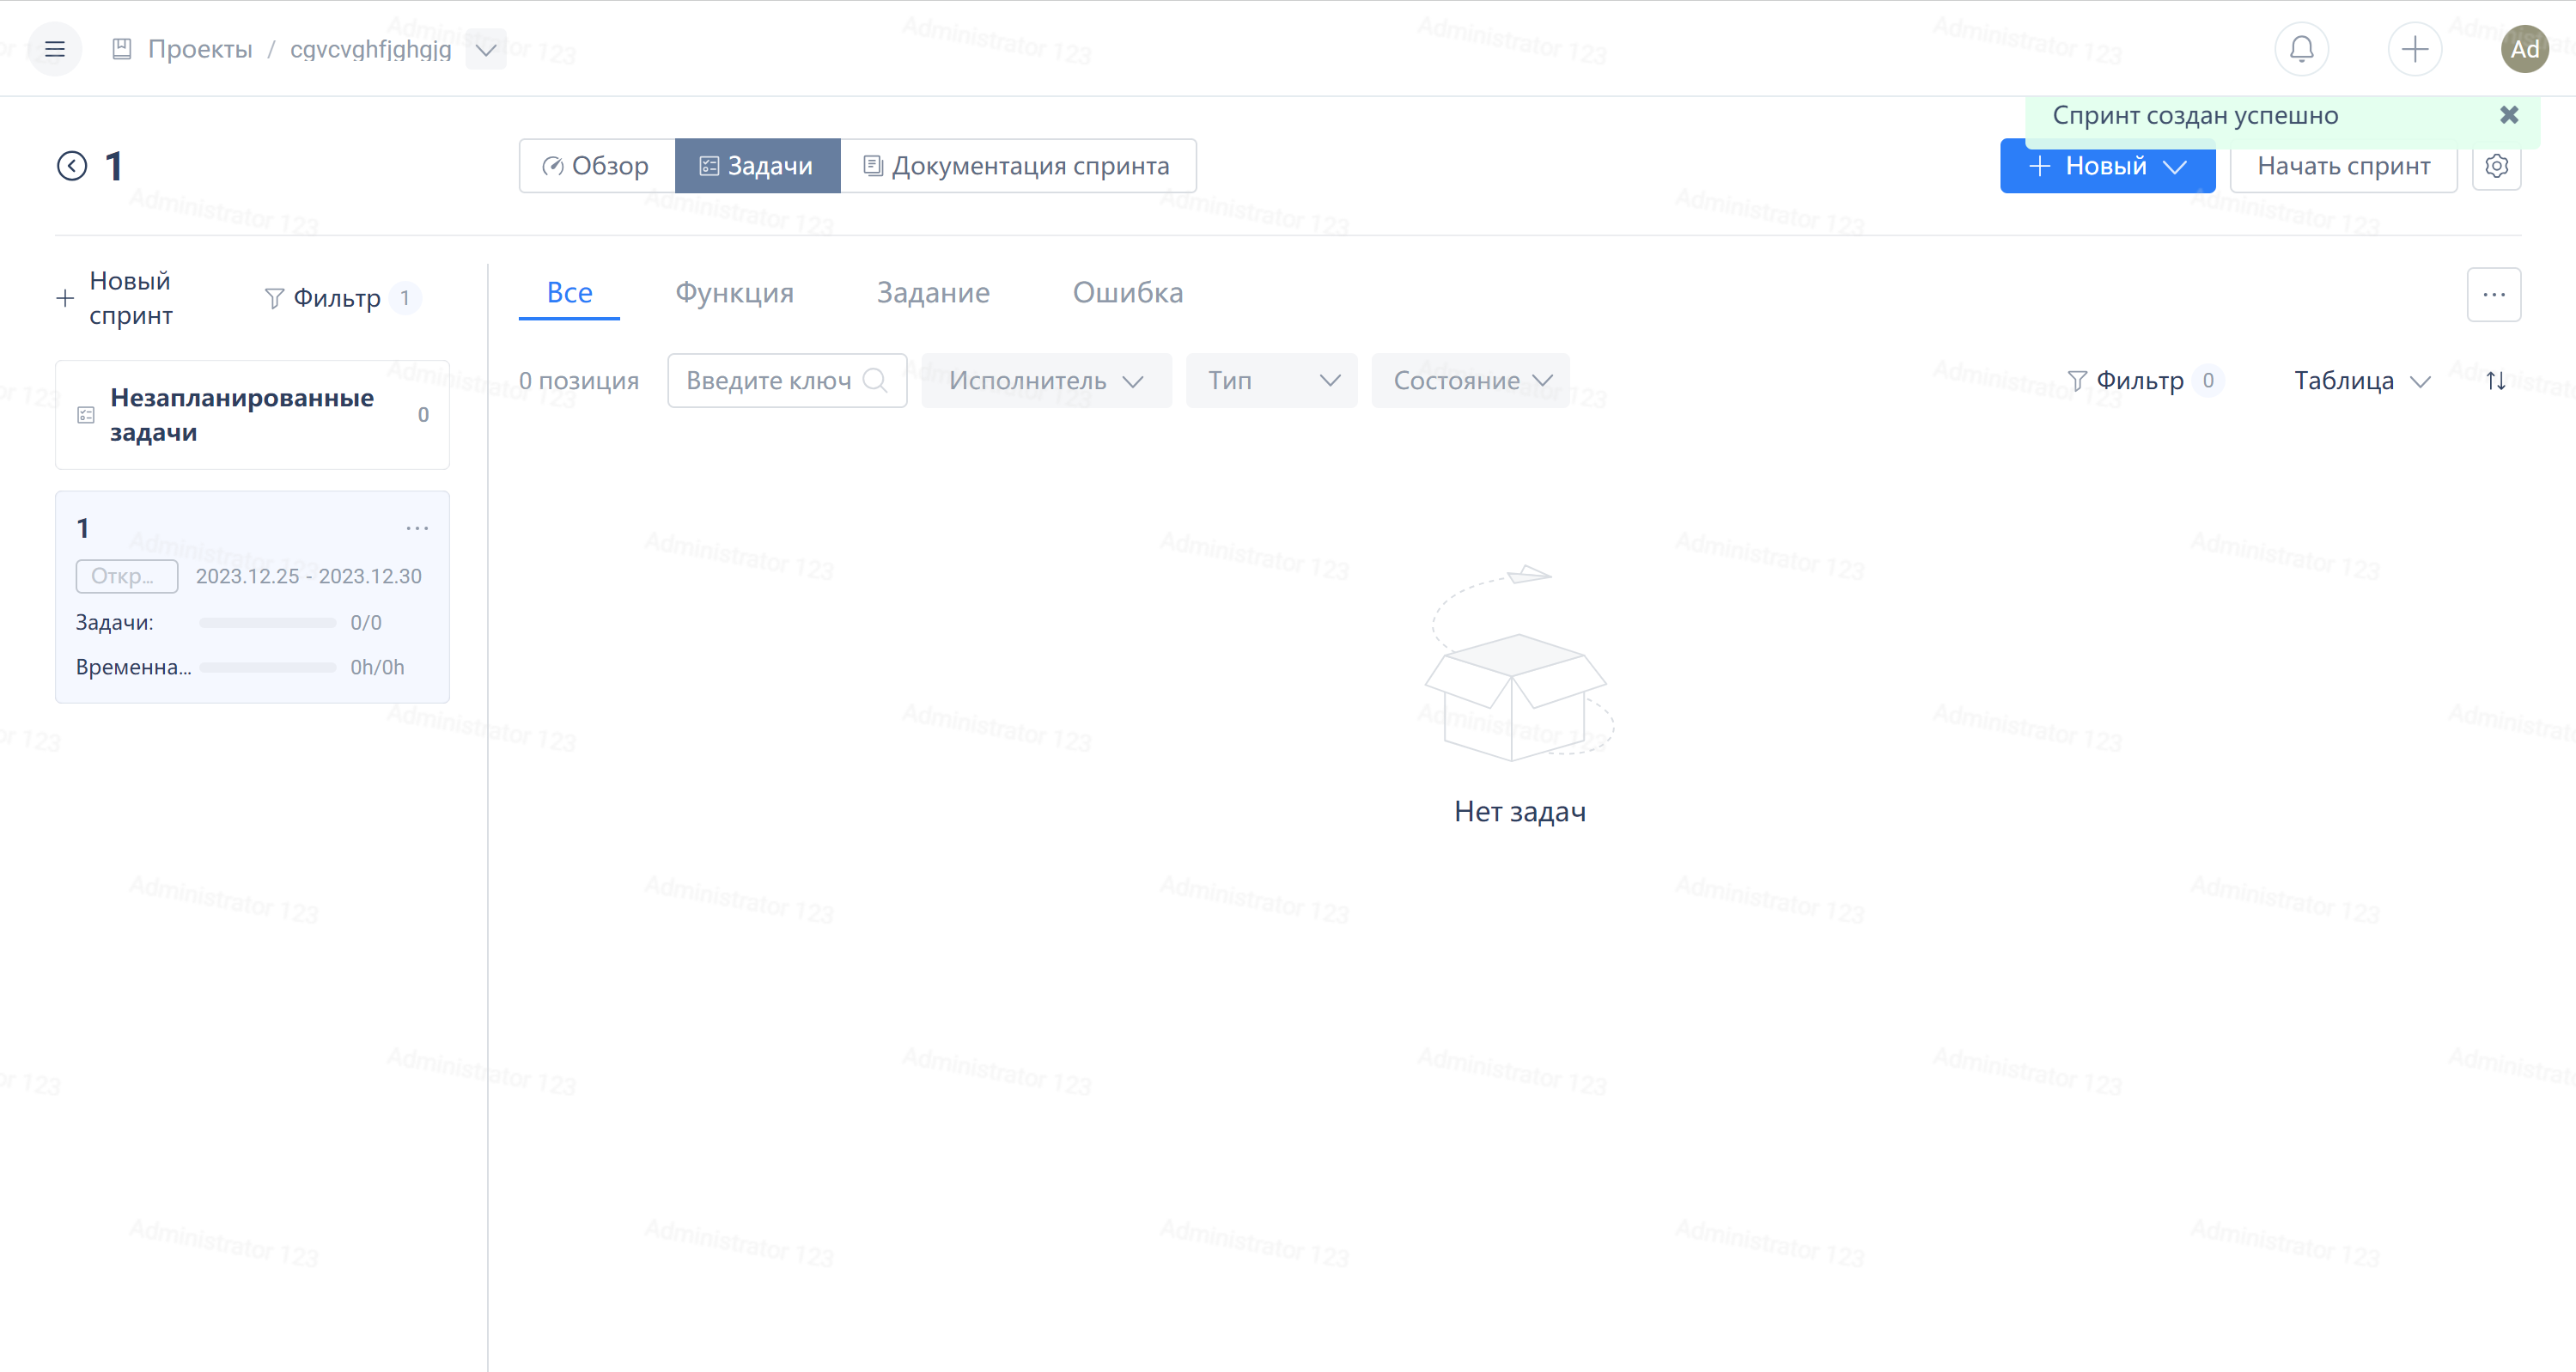 Проекты / cgvcvghfjghgjg
Ad
Спринт создан успешно
1
Обзор
Задачи
Документация спринта
Новый
Начать спринт
Новый
спринт
Фильтр 1
Незапланированные
задачи
0
1
Откр...
2023.12.25 - 2023.12.30
Задачи:
0/0
Временна...
0h/0h
Все
Функция
Задание
Ошибка
0 позиция
Введите ключ
Исполнитель
Тип
Состояние
Фильтр 0
Таблица
Нет задач
Administrator 123